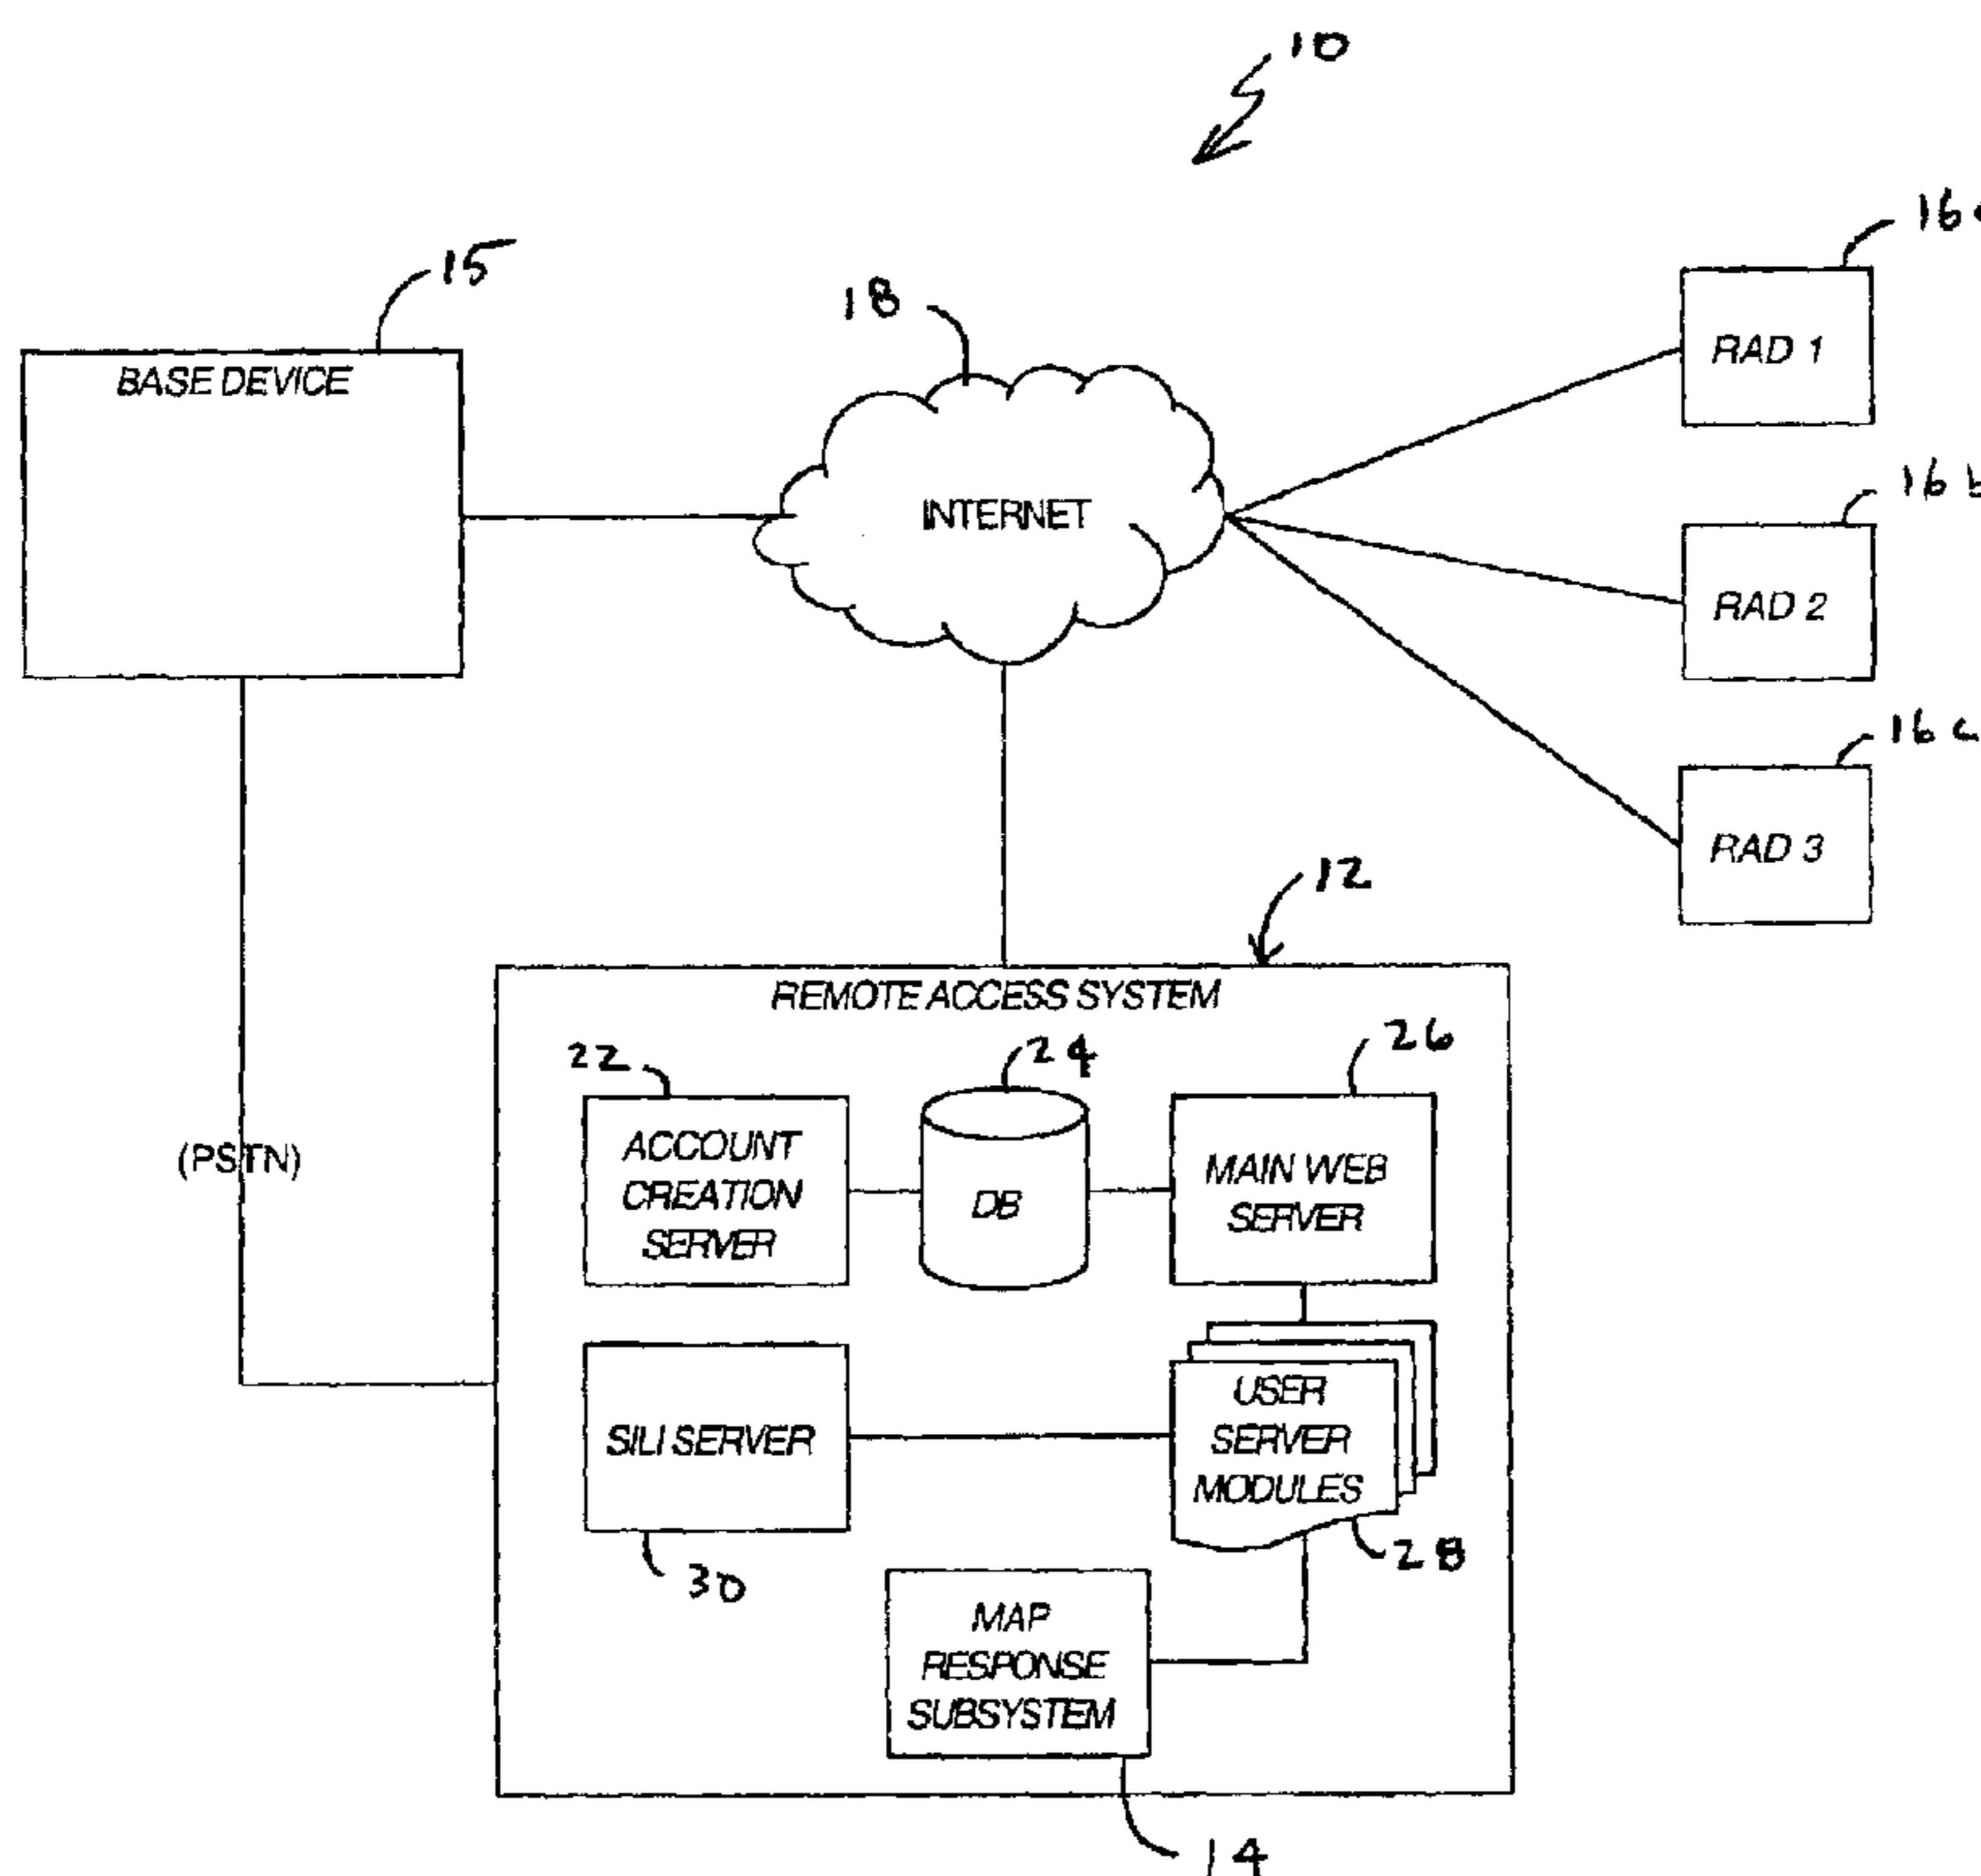 10
16a
15
18
BASE DEVICE
RAD 1
INTERNET
16b
RAD 2
16c
RAD 3
12
REMOTE ACCESS SYSTEM
22
24
26
ACCOUNT
CREATION
SERVER
DB
MAIN WEB
SERVER
(PSTN)
SILI SERVER
USER
SERVER
MODULES
30
28
MAP
RESPONSE
SUBSYSTEM
14